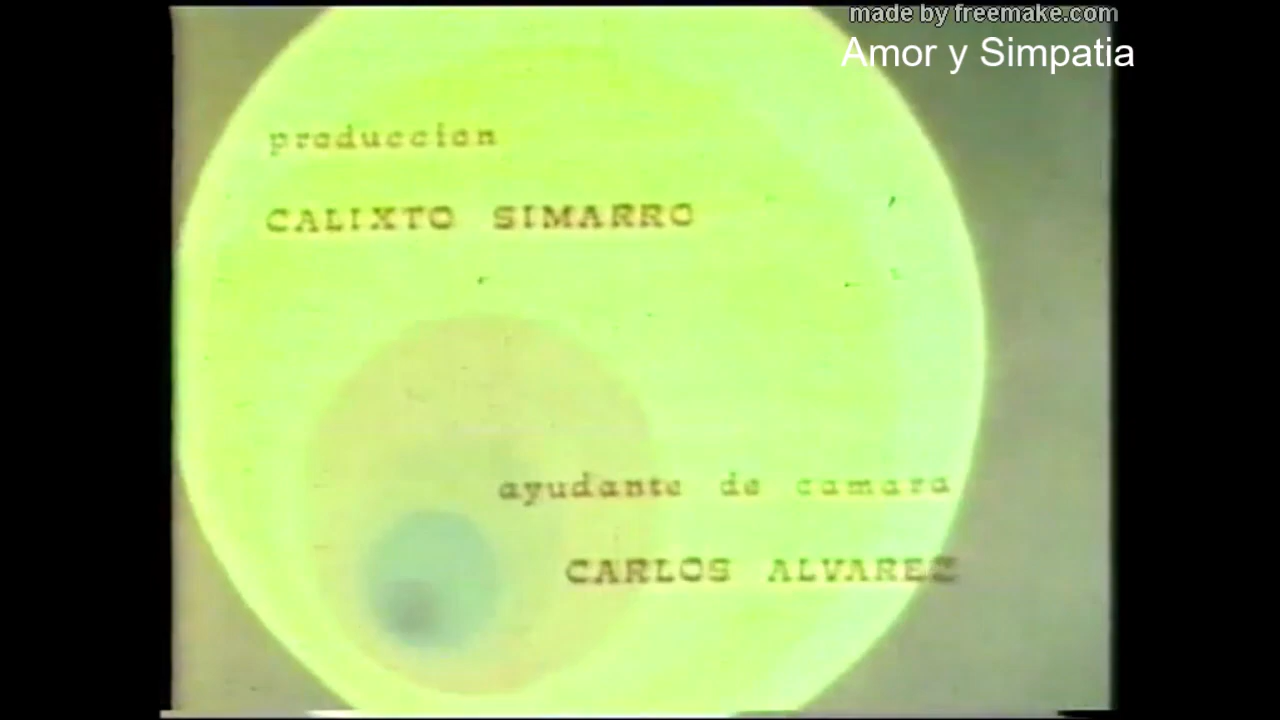 made by freemake.com
Amor y Simpatia
produccion
CALIXTO SIMARRO
ayudante de camara
CARLOS ALVAREZ